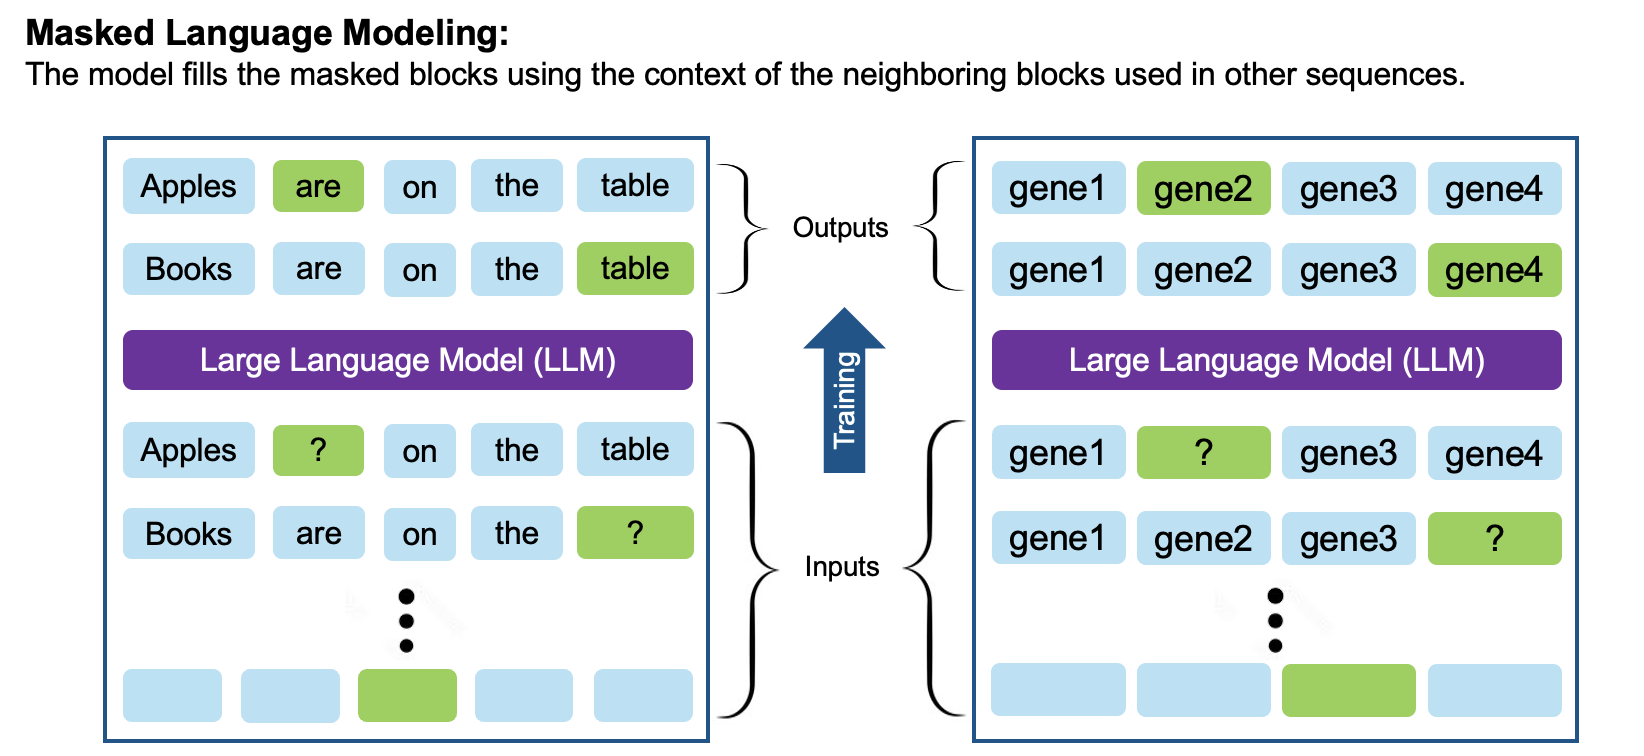 Masked Language Modeling:
The model fills the masked blocks using the context of the neighboring blocks used in other sequences.
Apples are on the table
Books are on the table
Large Language Model (LLM)
Apples ? on the table
Books are on the ?
Outputs
Training
Inputs
gene1 gene2 gene3 gene4
gene1 gene2 gene3 gene4
Large Language Model (LLM)
gene1 ? gene3 gene4
gene1 gene2 gene3 ?